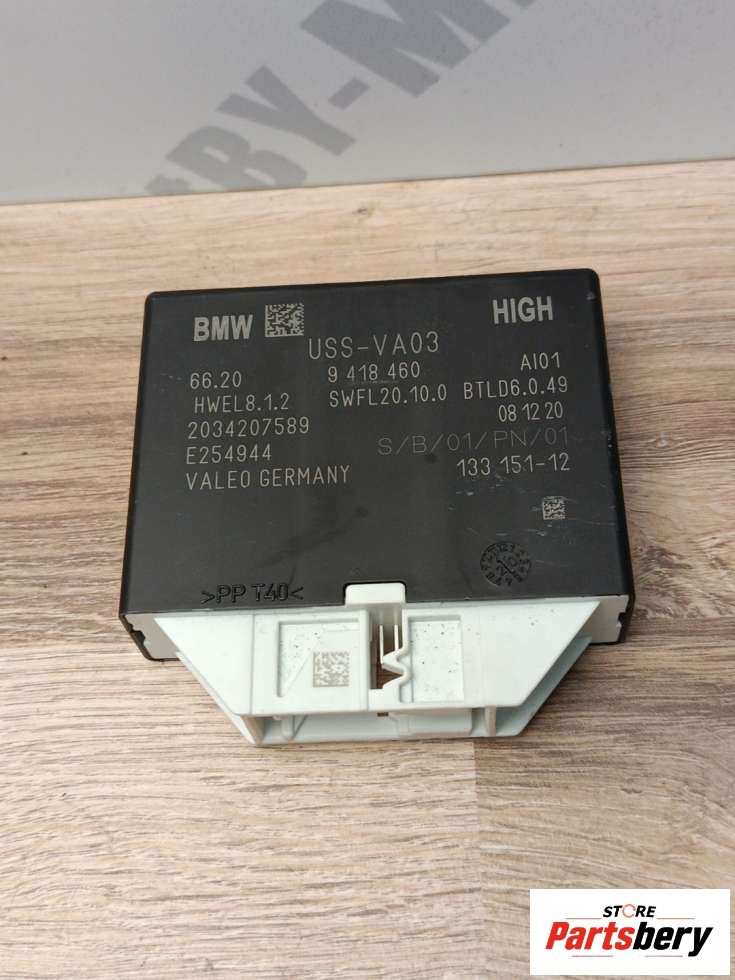 BY-M
BMW HIGH
USS-VA03
66.20 9 418 460 AI01
HWEL8.1.2 SWFL20.10.0 BTLD6.0.49
2034207589 08 12 20
E254944 S/B/01/PN/01
VALEO GERMANY 133 151-12
>PP T40<
STORE
Partsbery